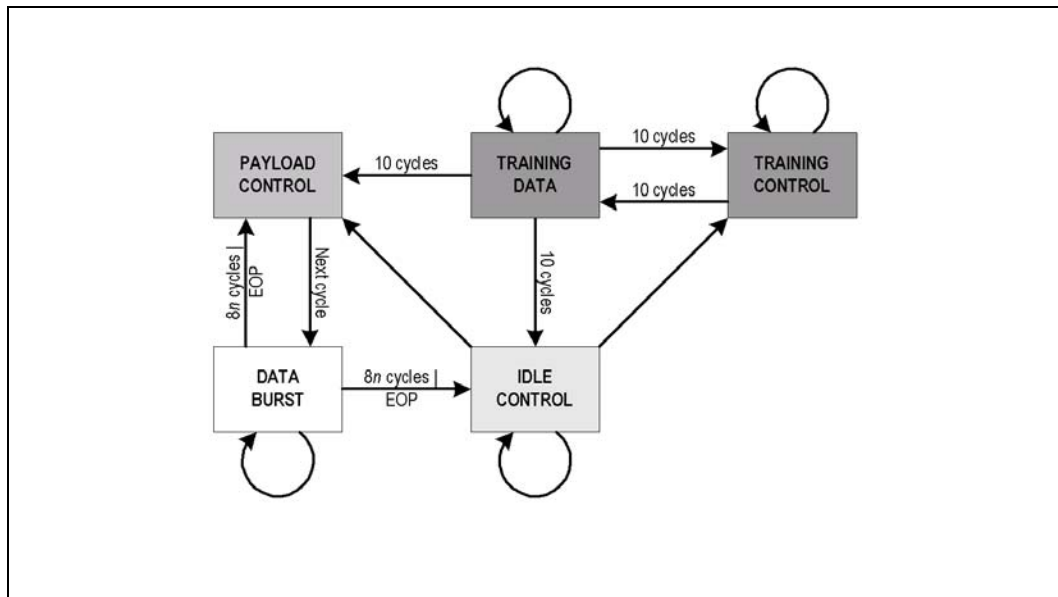 10 cycles
PAYLOAD
CONTROL
10 cycles
TRAINING
DATA
TRAINING
CONTROL
10 cycles
8n cycles |
EOP
Next cycle
10 cycles
DATA
BURST
8n cycles |
EOP
IDLE
CONTROL